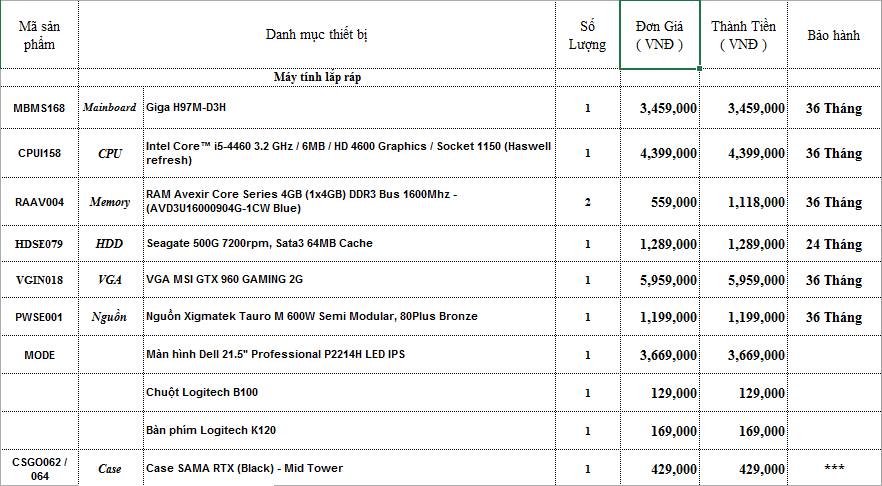 Mã sản phẩm Danh mục thiết bị Số Lượng Đơn Giá ( VNĐ ) Thành Tiền ( VNĐ ) Bảo hành
Máy tính lắp ráp
MBMS168 Mainboard Giga H97M-D3H 1 3,459,000 3,459,000 36 Tháng
CPUI158 CPU Intel Core™ i5-4460 3.2 GHz / 6MB / HD 4600 Graphics / Socket 1150 (Haswell refresh) 1 4,399,000 4,399,000 36 Tháng
RAAV004 Memory RAM Avexir Core Series 4GB (1x4GB) DDR3 Bus 1600Mhz - (AVD3U16000904G-1CW Blue) 2 559,000 1,118,000 36 Tháng
HDSE079 HDD Seagate 500G 7200rpm, Sata3 64MB Cache 1 1,289,000 1,289,000 24 Tháng
VGIN018 VGA VGA MSI GTX 960 GAMING 2G 1 5,959,000 5,959,000 36 Tháng
PWSE001 Nguồn Nguồn Xigmatek Tauro M 600W Semi Modular, 80Plus Bronze 1 1,199,000 1,199,000 36 Tháng
MODE Màn hình Dell 21.5" Professional P2214H LED IPS 1 3,669,000 3,669,000
Chuột Logitech B100 1 129,000 129,000
Bàn phím Logitech K120 1 169,000 169,000
CSGO062 / 064 Case Case SAMA RTX (Black) - Mid Tower 1 429,000 429,000 ***